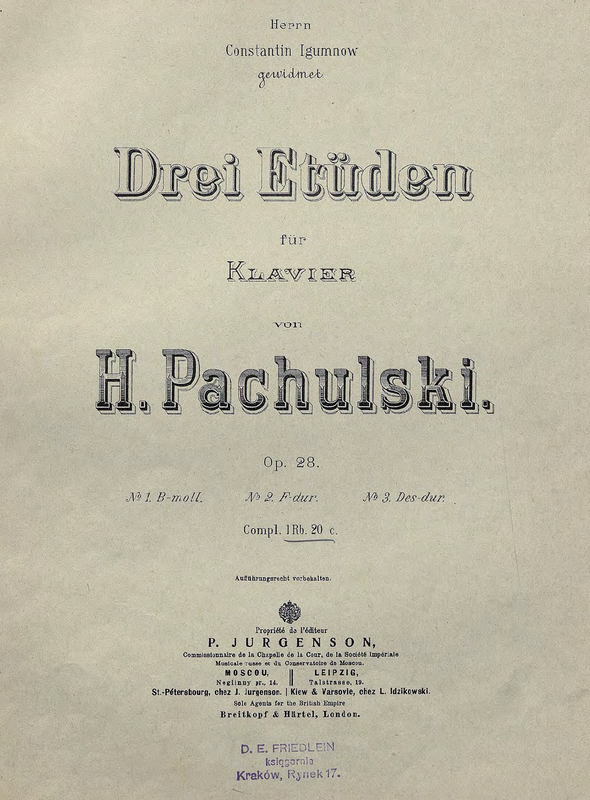 Herrn
Constantin Igumnow
gewidmet
Drei Etüden
für
KLAVIER
von
H. Pachulski.
Op. 28.
№ 1. B-moll. № 2. F-dur. № 3. Des-dur.
Compl. 1 Rb. 20 c.
Aufführungsrecht vorbehalten.
Propriété de l'éditeur
P. JURGENSON,
Commissionnaire de la Chapelle de la Cour, de la Société Impériale
Musicale russe et du Conservatoire de Moscou.
MOSCOU, LEIPZIG,
Neglinny pr., 14. Talstrasse, 19.
St.-Pétersbourg, chez J. Jurgenson. | Kiew & Varsovie, chez L. Idzikowski.
Sole Agents for the British Empire
Breitkopf & Härtel, London.
D. E. FRIEDLEIN
księgarnia
Kraków, Rynek 17.